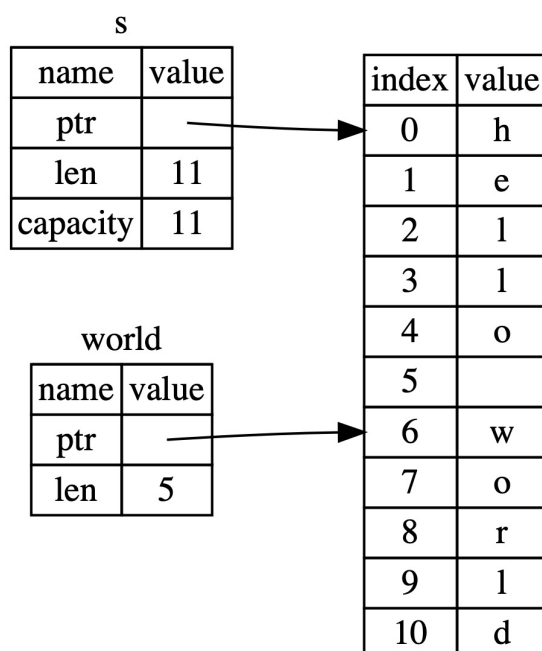 s
name value
ptr
len 11
capacity 11
world
name value
ptr
len 5
index value
0 h
1 e
2 l
3 l
4 o
5
6 w
7 o
8 r
9 l
10 d